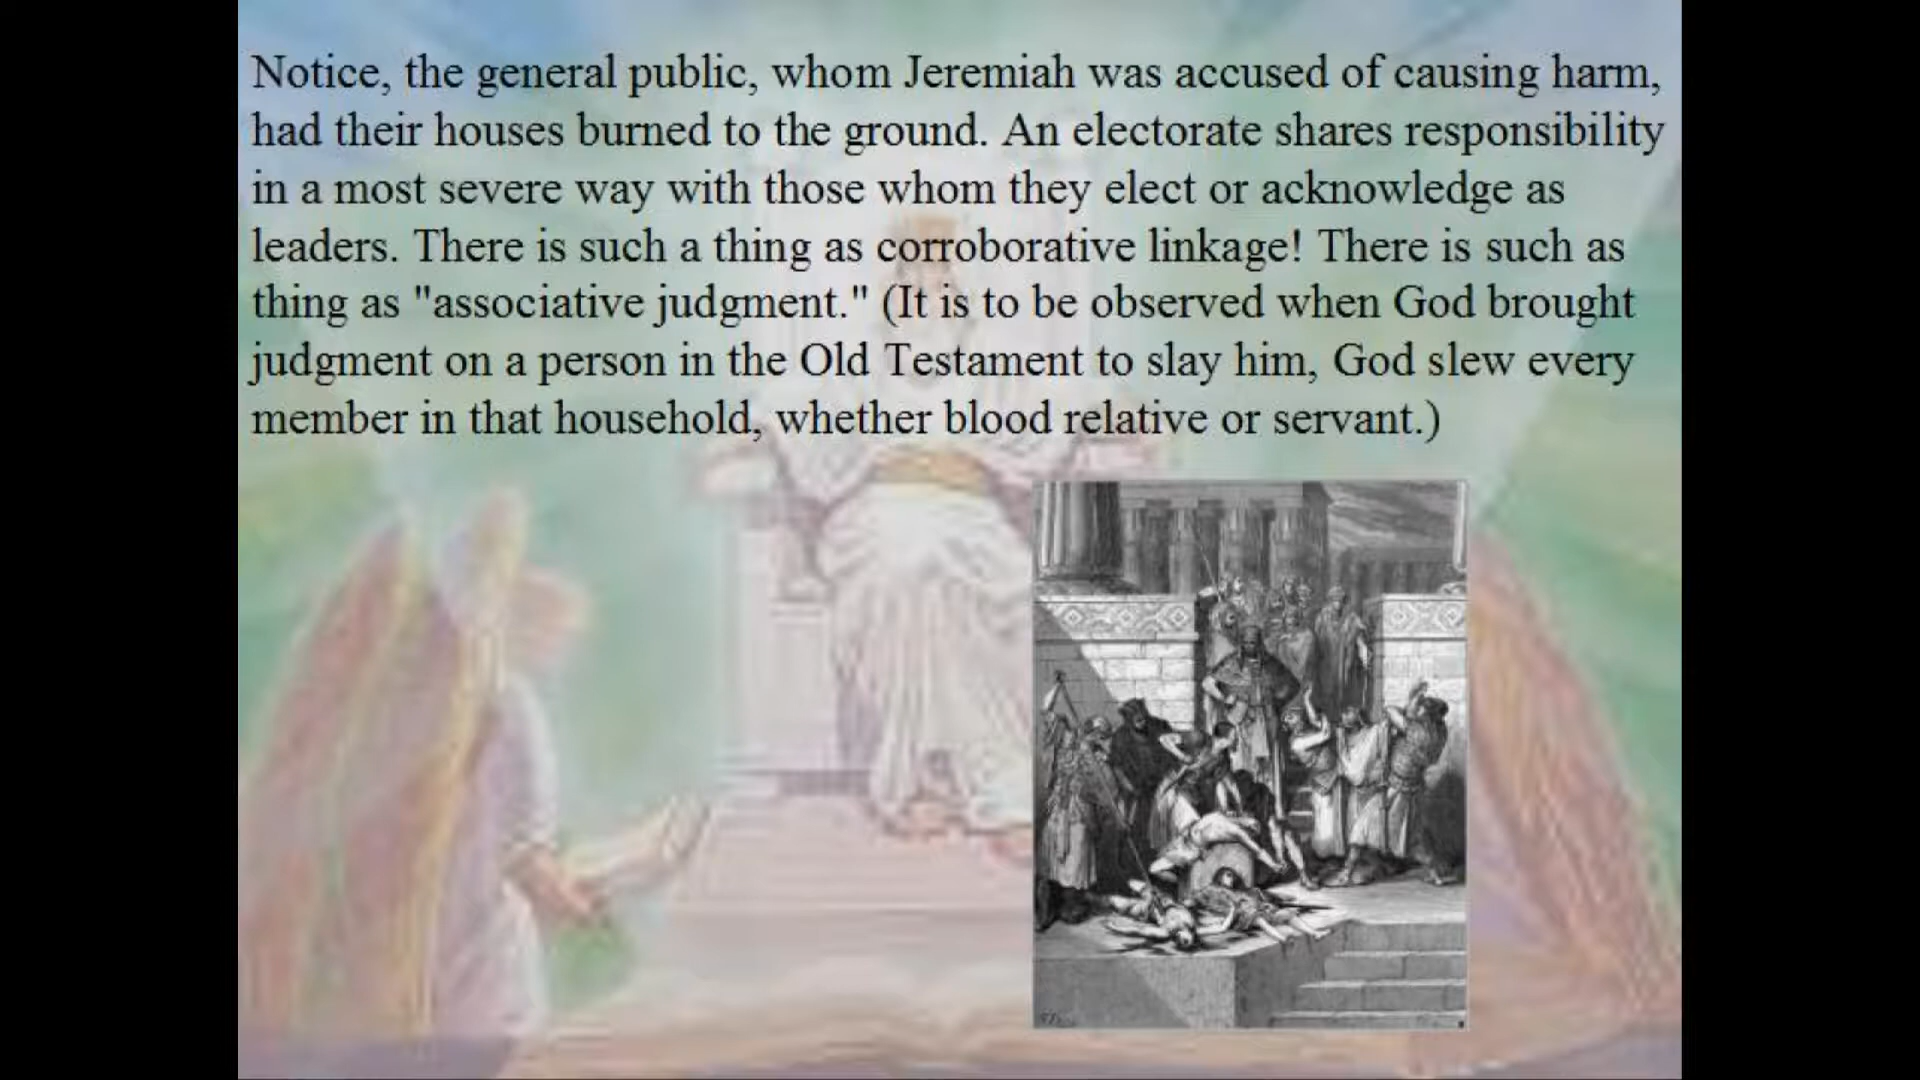 Notice, the general public, whom Jeremiah was accused of causing harm,
had their houses burned to the ground. An electorate shares responsibility
in a most severe way with those whom they elect or acknowledge as
leaders. There is such a thing as corroborative linkage! There is such as
thing as "associative judgment." (It is to be observed when God brought
judgment on a person in the Old Testament to slay him, God slew every
member in that household, whether blood relative or servant.)